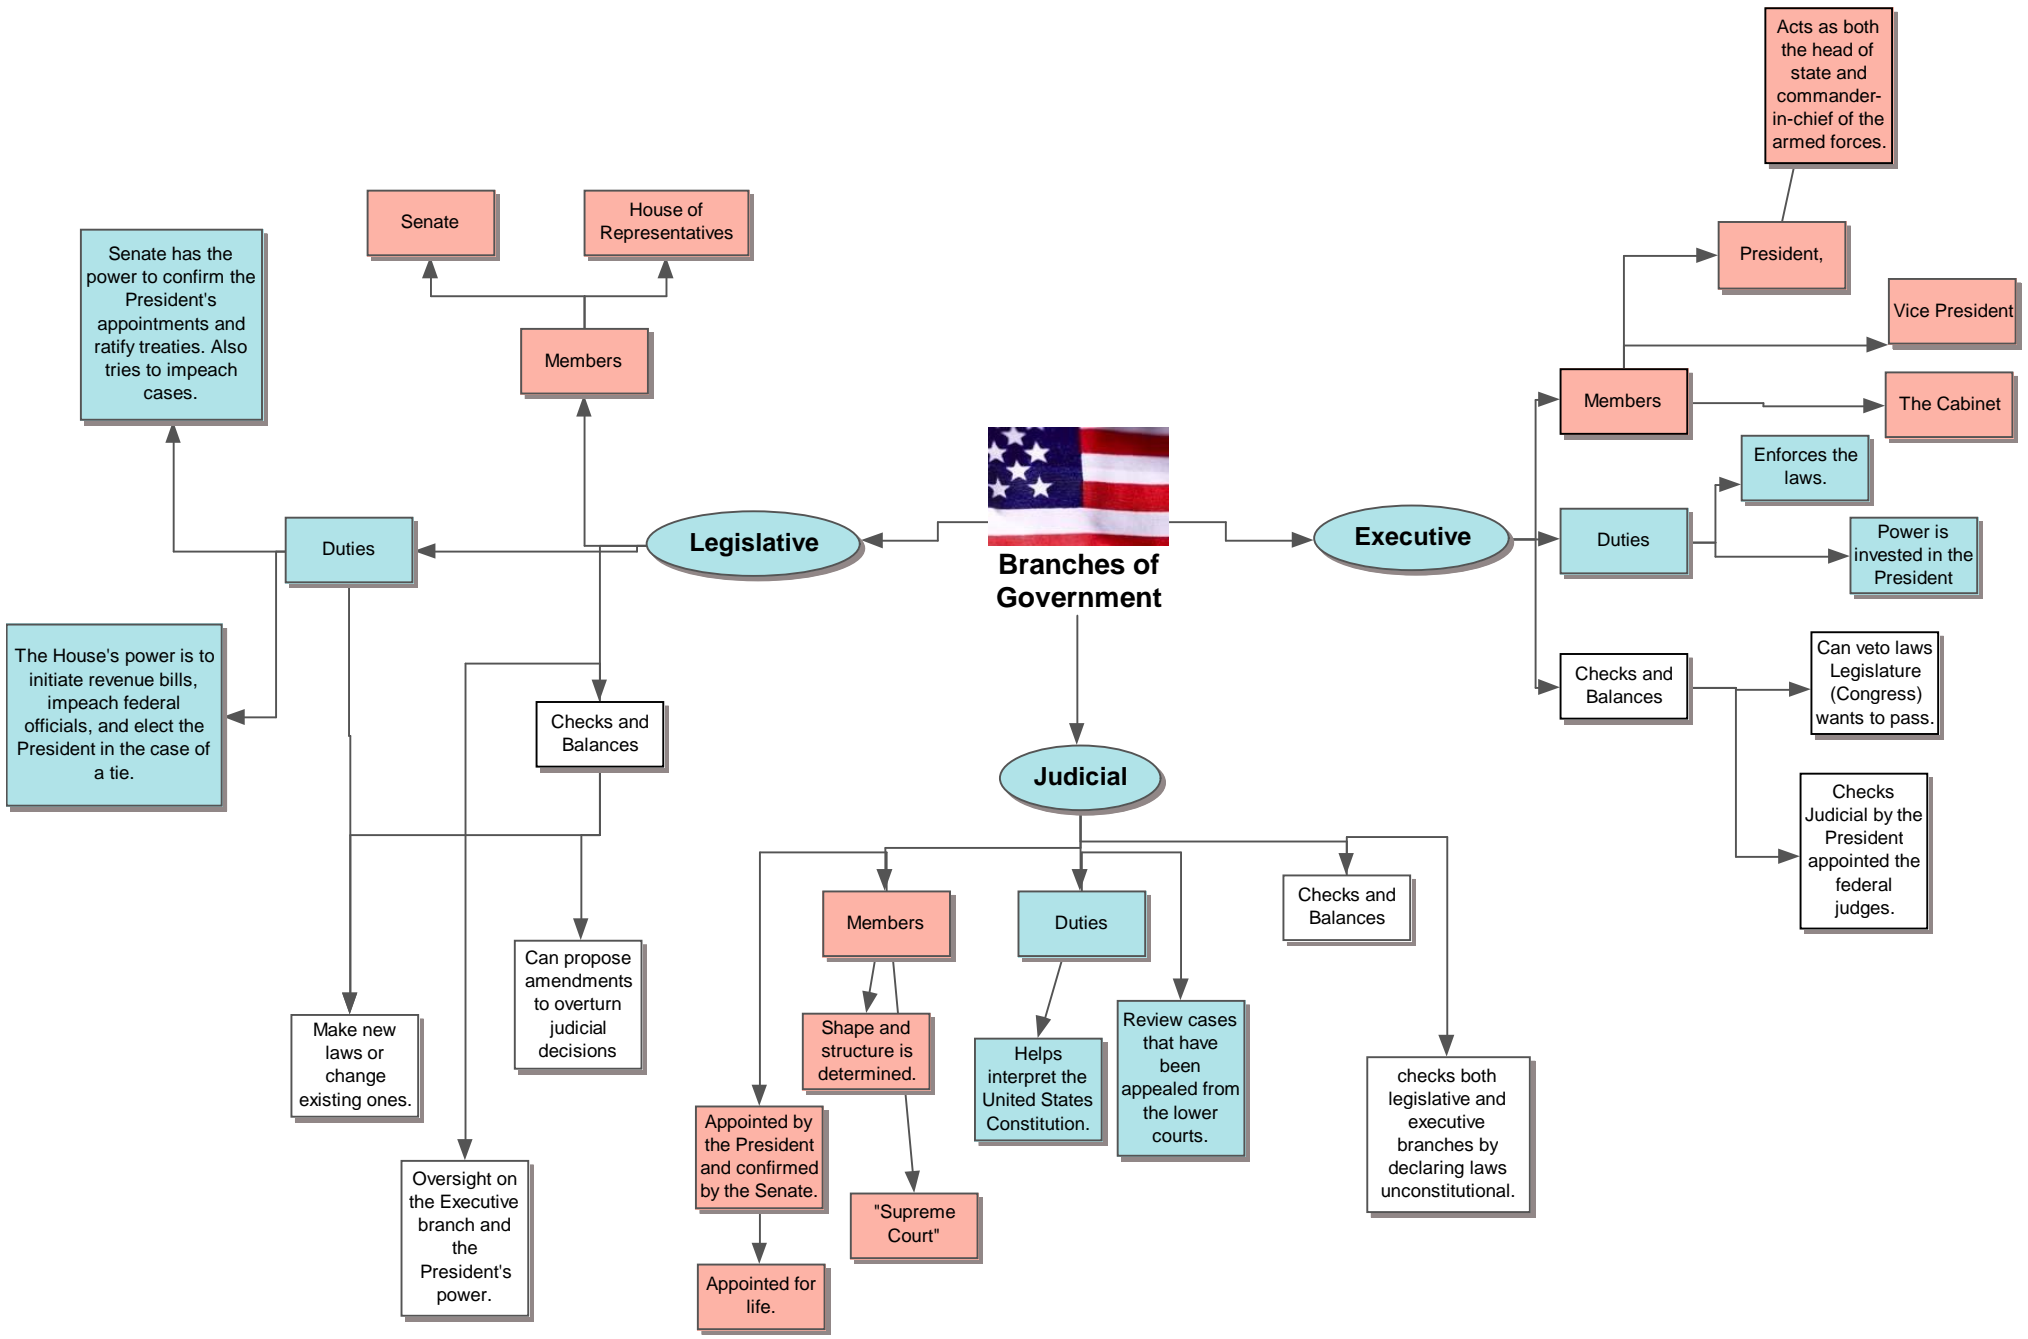 Acts as both
the head of
state and
commander-
in-chief of the
armed forces.
Senate
House of
Representatives
President,
Senate has the
power to confirm the
President's
appointments and
ratify treaties. Also
tries to impeach
cases.
Vice President
Members
Members
The Cabinet
Enforces the
laws.
Duties
Legislative
Branches of
Government
Executive
Duties
Power is
invested in the
President
The House's power is to
initiate revenue bills,
impeach federal
officials, and elect the
President in the case of
a tie.
Checks and
Balances
Checks and
Balances
Can veto laws
Legislature
(Congress)
wants to pass.
Judicial
Checks
Judicial by the
President
appointed the
federal
judges.
Members
Duties
Checks and
Balances
Can propose
amendments
to overturn
judicial
decisions
Make new
laws or
change
existing ones.
Shape and
structure is
determined.
Helps
interpret the
United States
Constitution.
Review cases
that have
been
appealed from
the lower
courts.
checks both
legislative and
executive
branches by
declaring laws
unconstitutional.
Appointed by
the President
and confirmed
by the Senate.
Oversight on
the Executive
branch and
the
President's
power.
"Supreme
Court"
Appointed for
life.